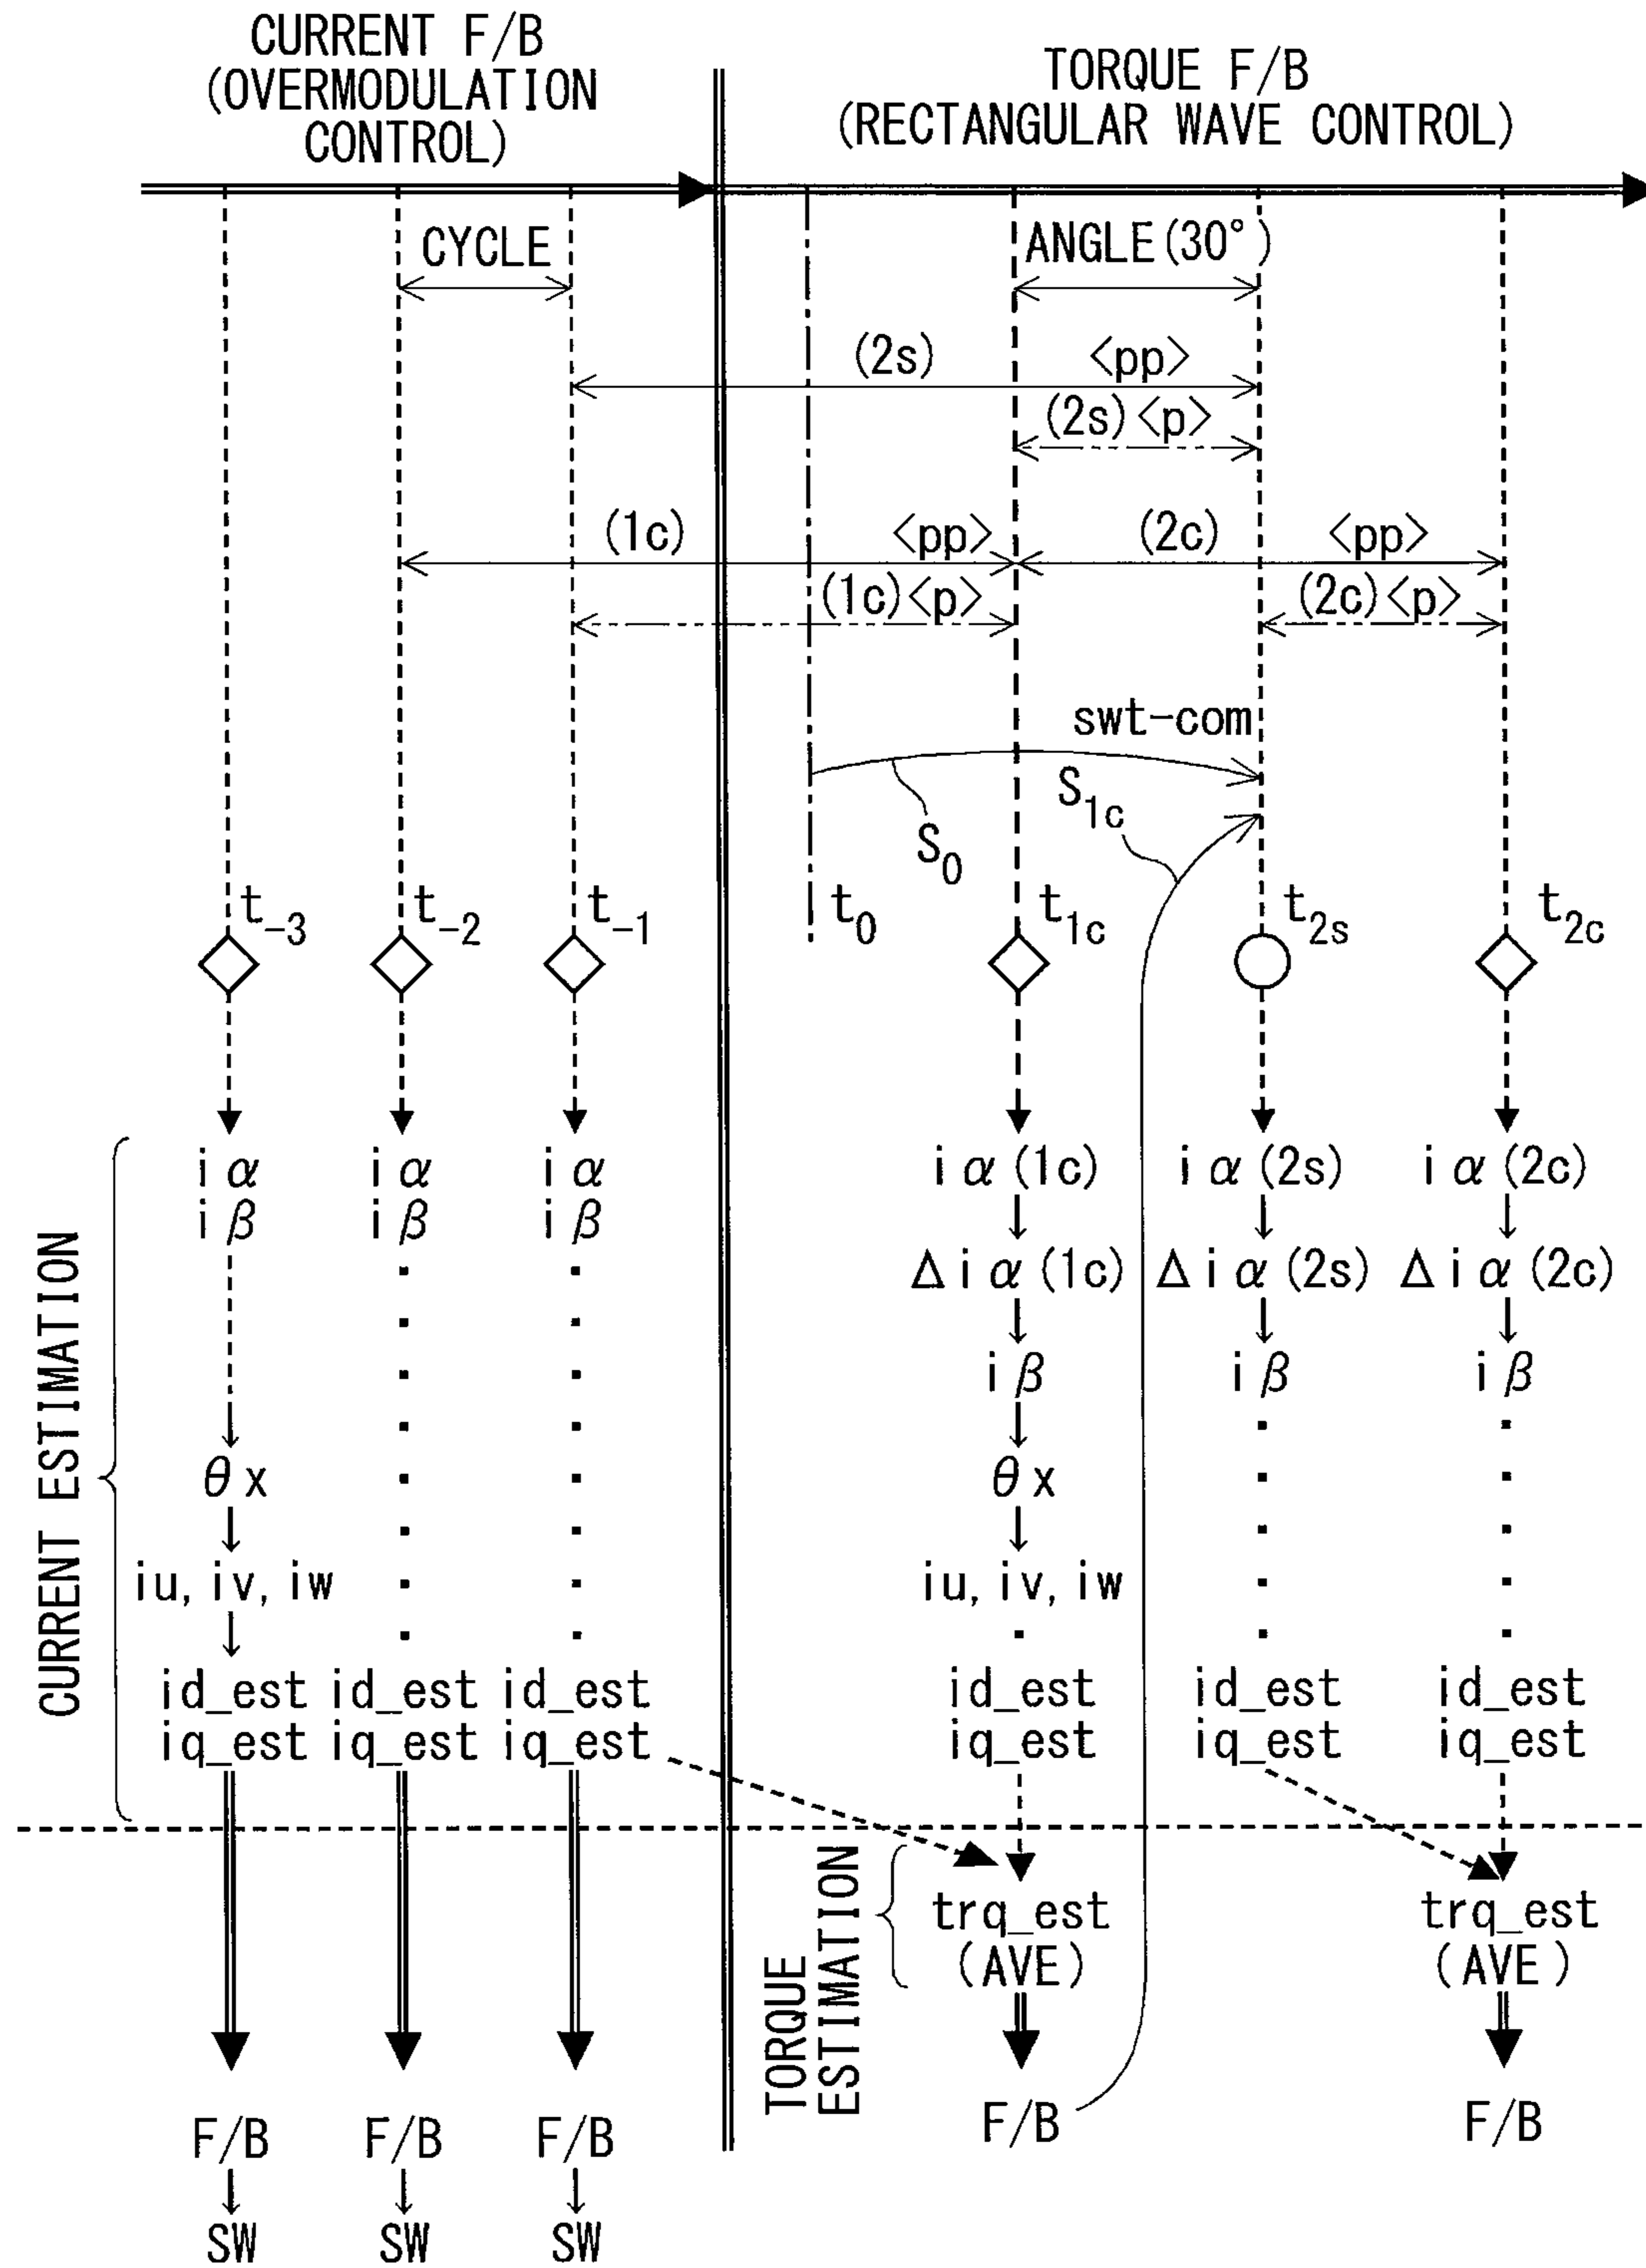 CURRENT F/B
(OVERMODULATION
CONTROL)
TORQUE F/B
(RECTANGULAR WAVE CONTROL)
CYCLE
ANGLE(30°)
(2s) <pp>
(2s)<p>
(1c) <pp> (2c) <pp>
(1c)<p> (2c)<p>
swt-com
S0 S1c
t-3 t-2 t-1 t0 t1c t2s t2c
CURRENT ESTIMATION
iα iα iα iα(1c) iα(2s) iα(2c)
iβ iβ iβ
Δiα(1c) Δiα(2s) Δiα(2c)
iβ iβ iβ
θx θx
iu, iv, iw iu, iv, iw
id_est id_est id_est id_est id_est id_est
iq_est iq_est iq_est iq_est iq_est iq_est
TORQUE
ESTIMATION
trq_est trq_est
(AVE) (AVE)
F/B F/B F/B F/B F/B
SW SW SW